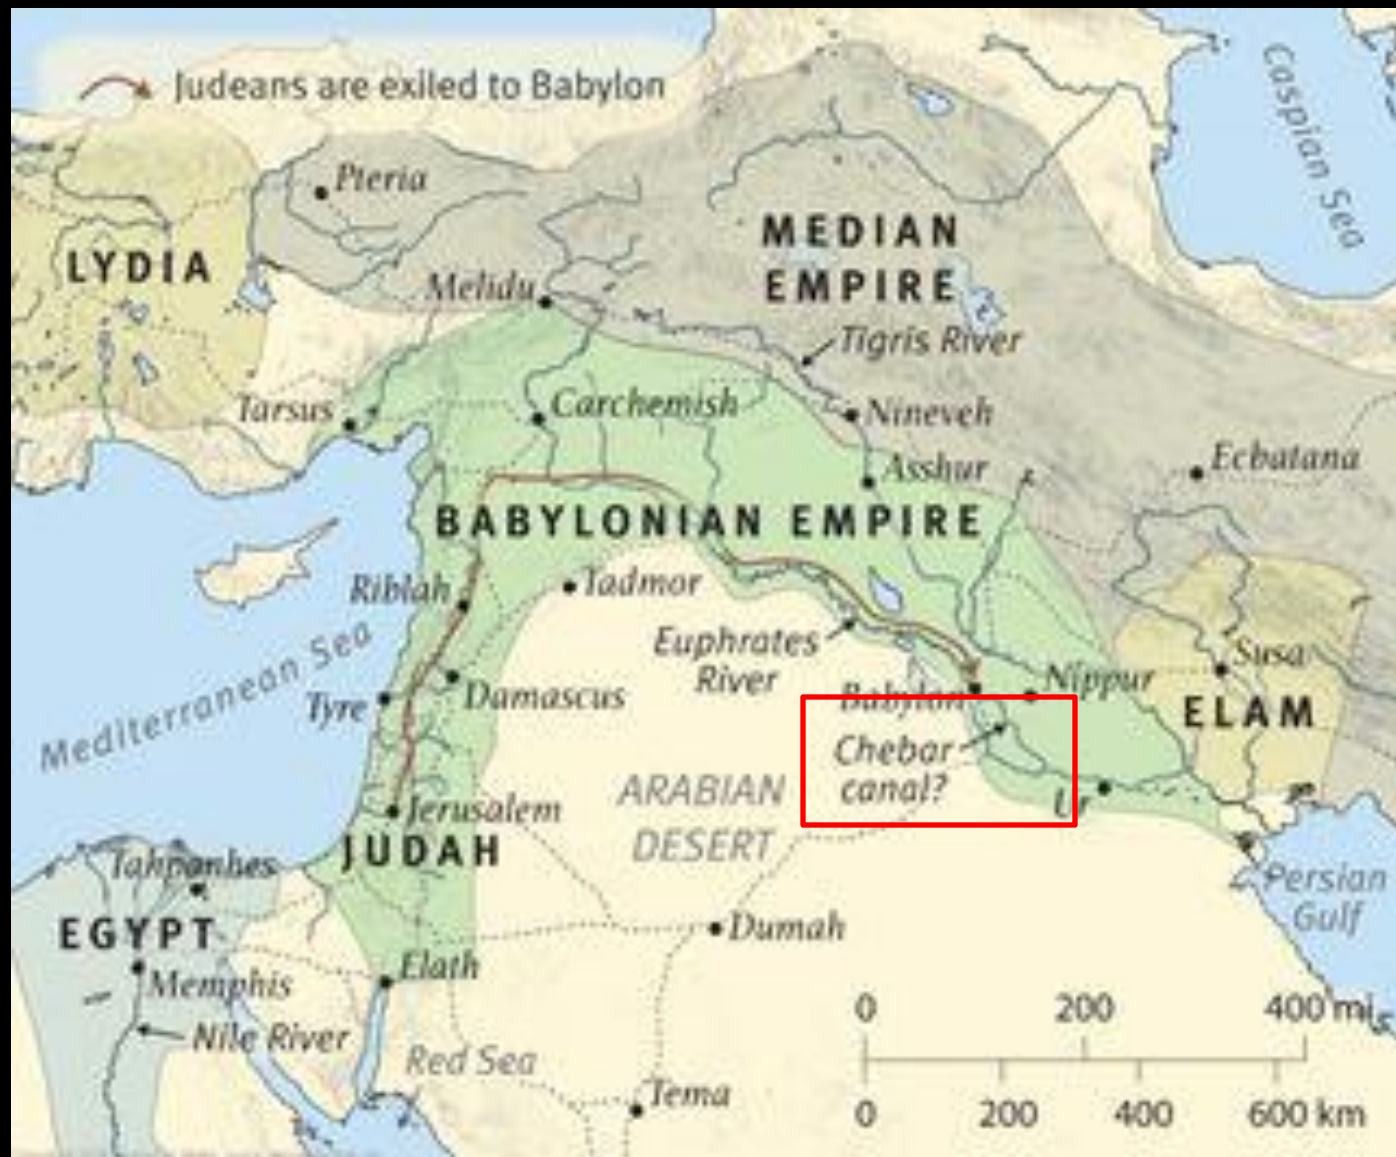 Judeans are exiled to Babylon
Caspian Sea
Pteria
MEDIAN
EMPIRE
LYDIA
Melidu
Tigris River
Tarsus
Carchemish
Nineveh
Ecbatana
Asshur
BABYLONIAN EMPIRE
Riblah
Tadmor
Euphrates
River
Mediterranean Sea
Susa
Nippur
Damascus
Tyre
Babylon
ELAM
Chebar
canal?
ARABIAN
DESERT
Ur
Jerusalem
JUDAH
Tahpanhes
Persian
Gulf
EGYPT
Dumah
Elath
Memphis
Nile River
Red Sea
Tema
0 200 400 mi
0 200 400 600 km